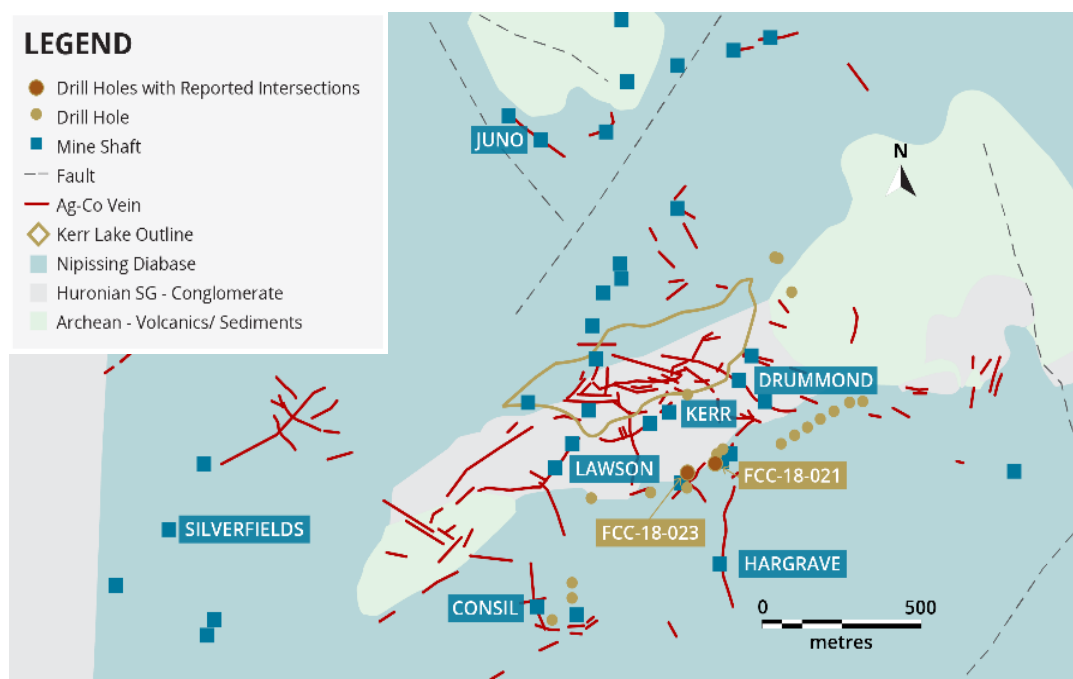 LEGEND
Drill Holes with Reported Intersections
Drill Hole
Mine Shaft
Fault
Ag-Co Vein
Kerr Lake Outline
Nipissing Diabase
Huronian SG - Conglomerate
Archean - Volcanics/ Sediments
JUNO
N
DRUMMOND
KERR
LAWSON
FCC-18-021
FCC-18-023
SILVERFIELDS
HARGRAVE
CONSIL
0 500
metres